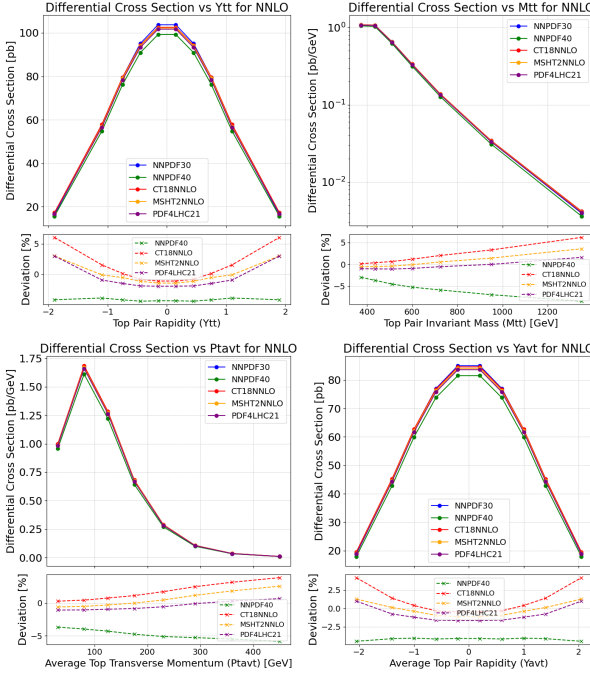 Differential Cross Section vs Ytt for NNLO
Differential Cross Section [pb]
100
80
60
40
20
NNPDF30
NNPDF40
CT18NNLO
MSHT2NNLO
PDF4LHC21
Deviation [%]
5
0
NNPDF40
CT18NNLO
MSHT2NNLO
PDF4LHC21
−2 −1 0 1 2
Top Pair Rapidity (Ytt)
Differential Cross Section vs Mtt for NNLO
Differential Cross Section [pb/GeV]
10⁰
10⁻¹
10⁻²
NNPDF30
NNPDF40
CT18NNLO
MSHT2NNLO
PDF4LHC21
Deviation [%]
5
0
−5
NNPDF40
CT18NNLO
MSHT2NNLO
PDF4LHC21
400 600 800 1000 1200
Top Pair Invariant Mass (Mtt) [GeV]
Differential Cross Section vs Ptavt for NNLO
Differential Cross Section [pb/GeV]
1.75
1.50
1.25
1.00
0.75
0.50
0.25
0.00
NNPDF30
NNPDF40
CT18NNLO
MSHT2NNLO
PDF4LHC21
Deviation [%]
0
−5
NNPDF40
CT18NNLO
MSHT2NNLO
PDF4LHC21
100 200 300 400
Average Top Transverse Momentum (Ptavt) [GeV]
Differential Cross Section vs Yavt for NNLO
Differential Cross Section [pb]
80
70
60
50
40
30
20
NNPDF30
NNPDF40
CT18NNLO
MSHT2NNLO
PDF4LHC21
Deviation [%]
2.5
0.0
−2.5
NNPDF40
CT18NNLO
MSHT2NNLO
PDF4LHC21
−2 −1 0 1 2
Average Top Pair Rapidity (Yavt)